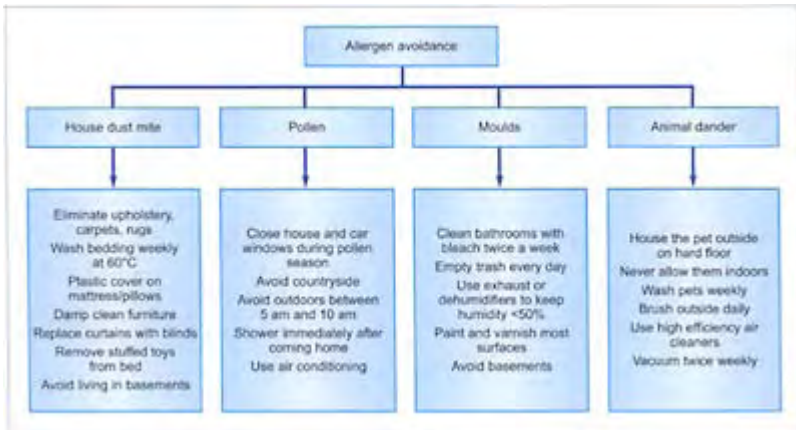 Allergen avoidance
House dust mite
Pollen
Moulds
Animal dander
Eliminate upholstery,
carpets, rugs
Wash bedding weekly
at 60°C
Plastic cover on
mattress/pillows
Damp clean furniture
Replace curtains with blinds
Remove stuffed toys
from bed
Avoid living in basements
Close house and car
windows during pollen
season
Avoid countryside
Avoid outdoors between
5 am and 10 am
Shower immediately after
coming home
Use air conditioning
Clean bathrooms with
bleach twice a week
Empty trash every day
Use exhaust or
dehumidifiers to keep
humidity <50%
Paint and varnish most
surfaces
Avoid basements
House the pet outside
on hard floor
Never allow them indoors
Wash pets weekly
Brush outside daily
Use high efficiency air
cleaners
Vacuum twice weekly